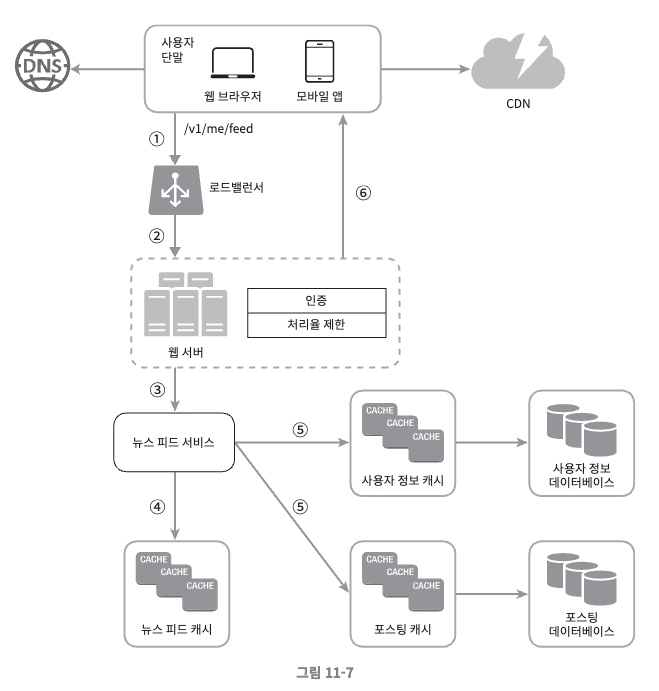 사용자
단말
DNS
웹 브라우저
모바일 앱
CDN
①
/v1/me/feed
로드밸런서
⑥
②
인증
처리율 제한
웹 서버
③
뉴스 피드 서비스
⑤
CACHE
CACHE
CACHE
사용자 정보 캐시
사용자 정보
데이터베이스
④
⑤
CACHE
CACHE
CACHE
뉴스 피드 캐시
CACHE
CACHE
CACHE
포스팅 캐시
포스팅
데이터베이스
그림 11-7